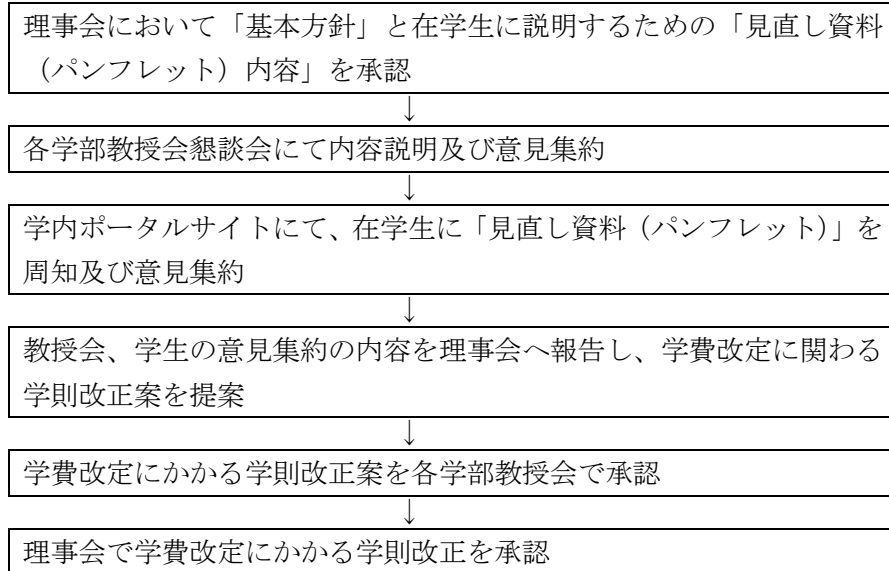 理事会において「基本方針」と在学生に説明するための「見直し資料
（パンフレット）内容」を承認
↓
各学部教授会懇談会にて内容説明及び意見集約
↓
学内ポータルサイトにて、在学生に「見直し資料（パンフレット）」を
周知及び意見集約
↓
教授会、学生の意見集約の内容を理事会へ報告し、学費改定に関わる
学則改正案を提案
↓
学費改定にかかる学則改正案を各学部教授会で承認
↓
理事会で学費改定にかかる学則改正を承認